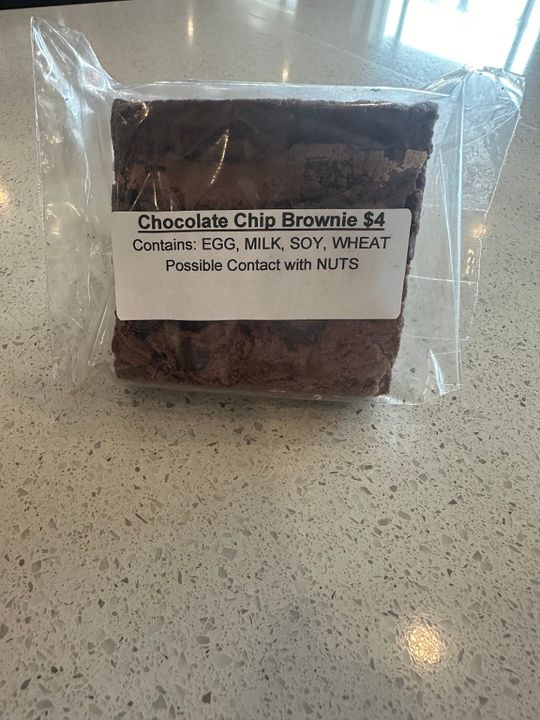 Chocolate Chip Brownie $4
Contains: EGG, MILK, SOY, WHEAT
Possible Contact with NUTS